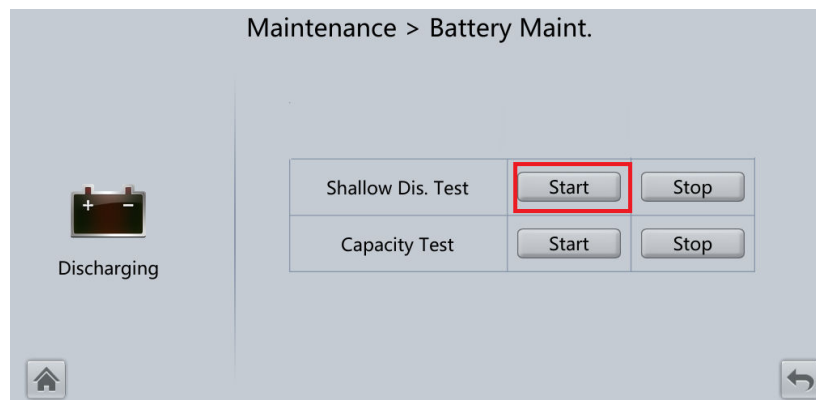 Maintenance > Battery Maint.
Shallow Dis. Test Start Stop
Capacity Test Start Stop
+ -
Discharging